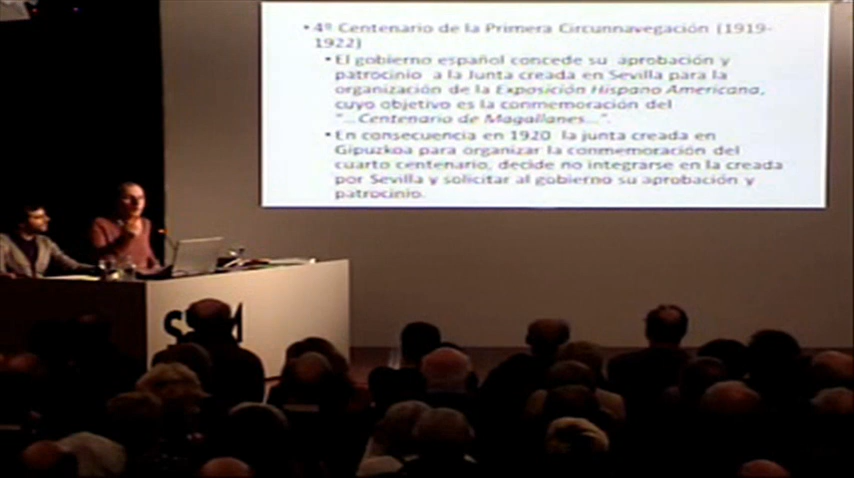 • 4º Centenario de la Primera Circunnavegación (1919-
1922)
• El gobierno español concede su aprobación y
patrocinio a la Junta creada en Sevilla para la
organización de la Exposición Hispano Americana,
cuyo objetivo es la conmemoración del
"...Centenario de Magallanes...".
• En consecuencia en 1920 la junta creada en
Gipuzkoa para organizar la conmemoración del
cuarto centenario, decide no integrarse en la creada
por Sevilla y solicitar al gobierno su aprobación y
patrocinio.